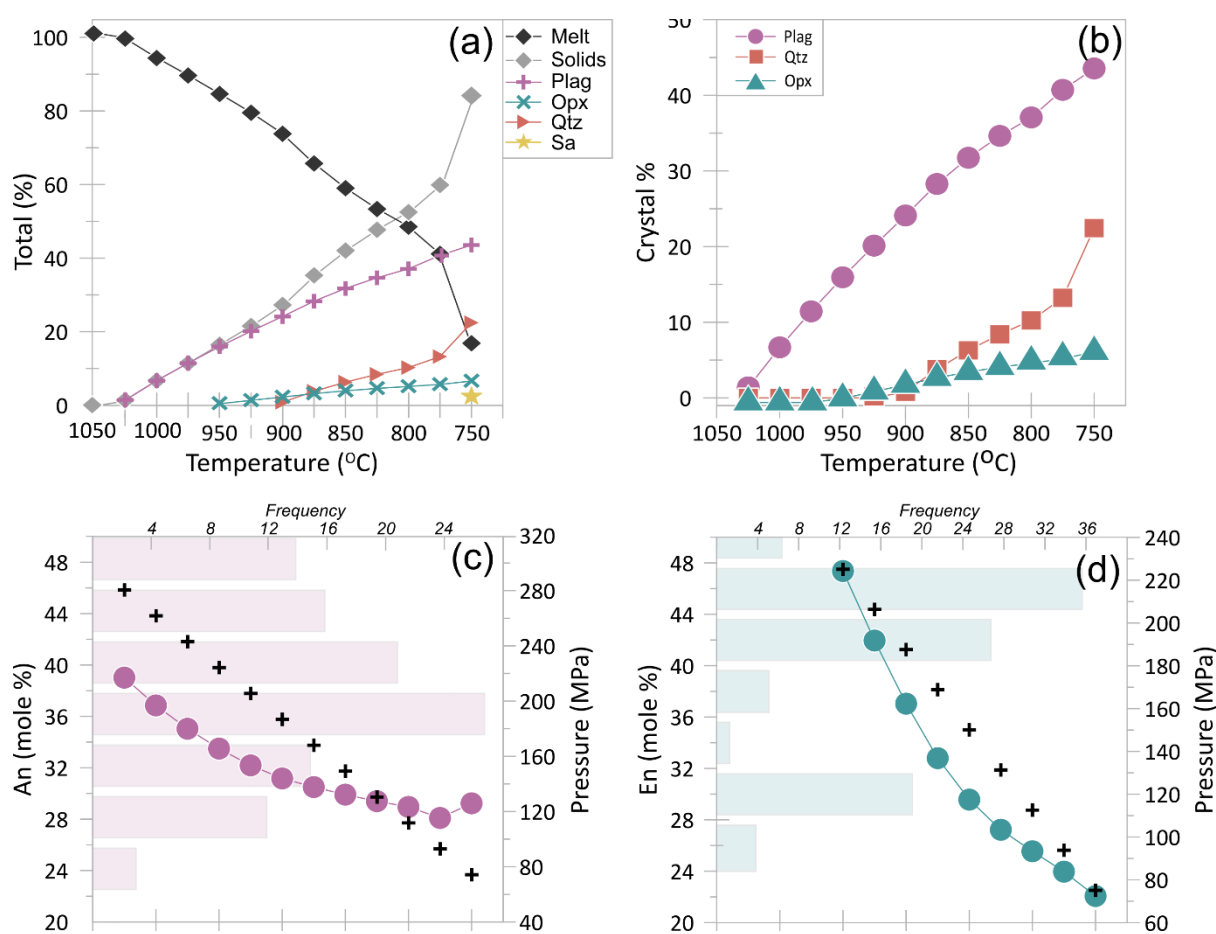 (a)
Melt
Solids
Plag
Opx
Qtz
Sa
Total (%)
100
80
60
40
20
0
1050 1000 950 900 850 800 750
Temperature (OC)
(b)
Plag
Qtz
Opx
Crystal %
50
40
30
20
10
0
1050 1000 950 900 850 800 750
Temperature (OC)
(c)
Frequency
4 8 12 16 20 24
An (mole %)
48
44
40
36
32
28
24
20
Pressure (MPa)
320
280
240
200
160
120
80
40
(d)
Frequency
4 8 12 16 20 24 28 32 36
En (mole %)
48
44
40
36
32
28
24
20
Pressure (MPa)
240
220
200
180
160
140
120
100
80
60